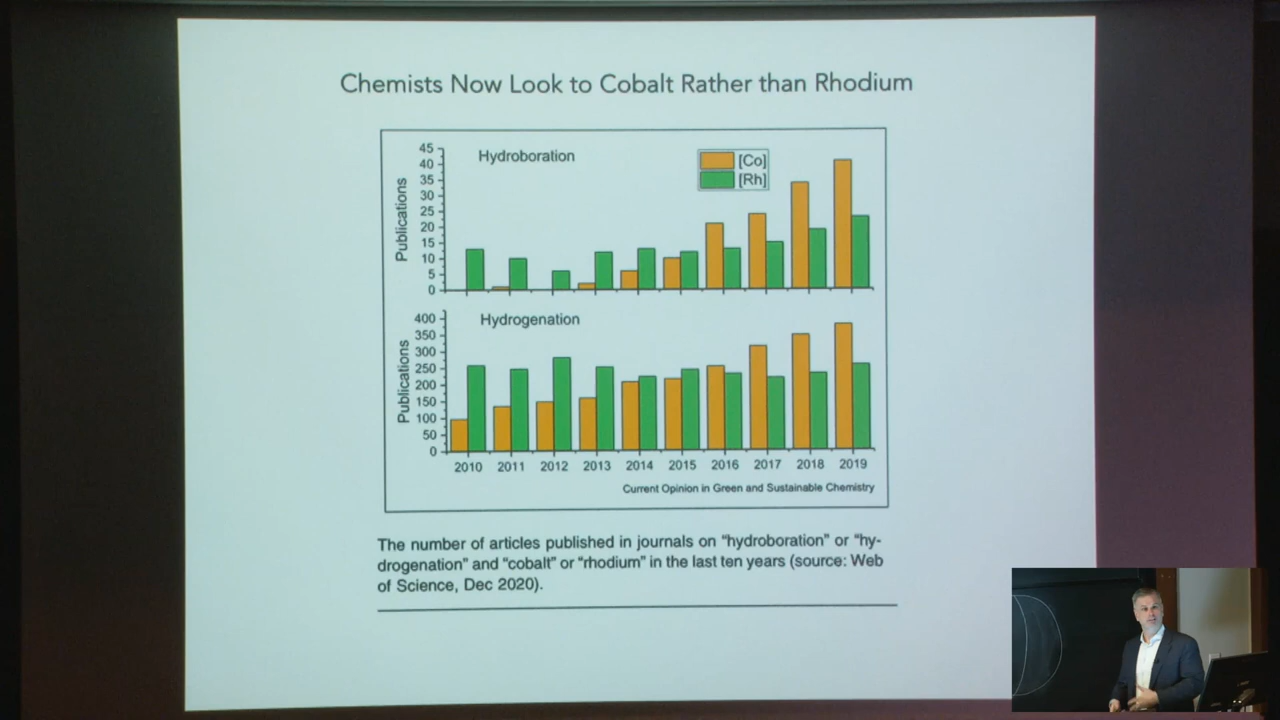 Chemists Now Look to Cobalt Rather than Rhodium
Hydroboration
[Co]
[Rh]
Publications
45
40
35
30
25
20
15
10
5
0
Hydrogenation
Publications
400
350
300
250
200
150
100
50
0
2010 2011 2012 2013 2014 2015 2016 2017 2018 2019
Current Opinion in Green and Sustainable Chemistry
The number of articles published in journals on “hydroboration” or “hy-
drogenation” and “cobalt” or “rhodium” in the last ten years (source: Web
of Science, Dec 2020).